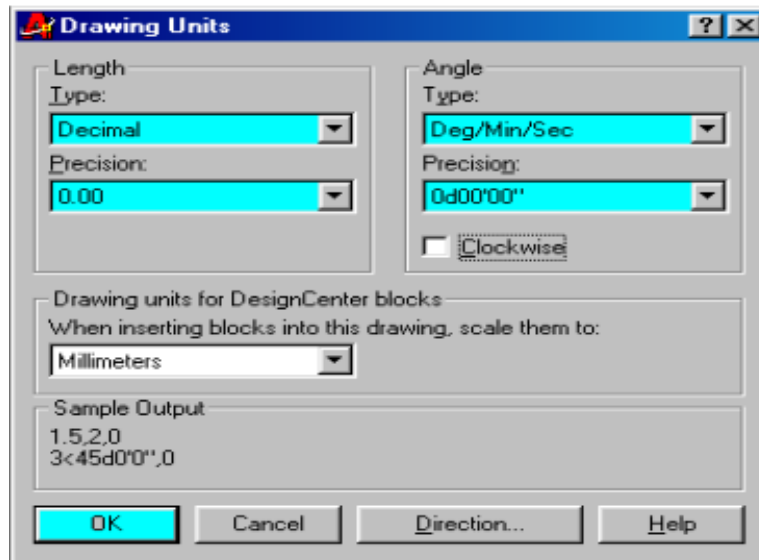 Drawing Units
Length
Type:
Decimal
Precision:
0.00
Angle
Type:
Deg/Min/Sec
Precision:
0d00'00"
Clockwise
Drawing units for DesignCenter blocks
When inserting blocks into this drawing, scale them to:
Millimeters
Sample Output
1.5,2,0
3<45d0'0",0
OK
Cancel
Direction...
Help